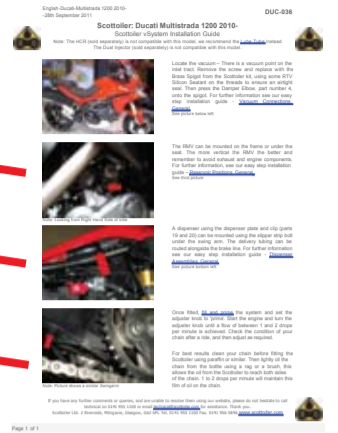 English-Ducati-Multistrada 1200 2010-
-28th September 2011
DUC-036
Scottoiler: Ducati Multistrada 1200 2010-
Scottoiler vSystem Installation Guide
Note: The HCR (sold separately) is not compatible with this model, we recommend the Lube Tube instead
The Dual Injector (sold separately) is not compatible with this model.
Locate the vacuum – There is a vacuum point on the
inlet tract. Remove the screw and replace with the
Brass Spigot from the Scottoiler kit, using some RTV
Silicon Sealant on the threads to ensure an airtight
seal. Then press the Damper Elbow, part number 4,
onto the spigot. For further information see our easy
step installation guide - Vacuum Connections,
General
See picture below left
The RMV can be mounted on the frame or under the
seat. The more vertical the RMV the better and
remember to avoid exhaust and engine components.
For further information, see our easy step installation
guide - Reservoir Positions, General
See third picture
Note: Looking from Right Hand Side of bike
A dispenser using the dispenser plate and clip (parts
19 and 20) can be mounted using the slipper strip bolt
under the swing arm. The delivery tubing can be
routed alongside the brake line. For further information
see our easy step installation guide - Dispenser
Assemblies, General
See picture bottom left
Once fitted, fill and prime the system and set the
adjuster knob to 'prime'. Start the engine and turn the
adjuster knob until a flow of between 1 and 2 drops
per minute is achieved. Check the condition of your
chain after a ride, and then adjust as required.
For best results clean your chain before fitting the
Scottoiler using paraffin or similar. Then lightly oil the
chain from the bottle using a rag or a brush, this
allows the oil from the Scottoiler to reach both sides
of the chain. 1 to 2 drops per minute will maintain this
film of oil on the chain.
Note: Picture shows a similar Swingarm
If you have any further comments or queries, and are unable to resolve them using our website, please do not hesitate to call
technical on 0141 955 1100 or email technical@scottoiler.com for assistance. Thank you.
www.scottoiler.com
Page 1 of 1